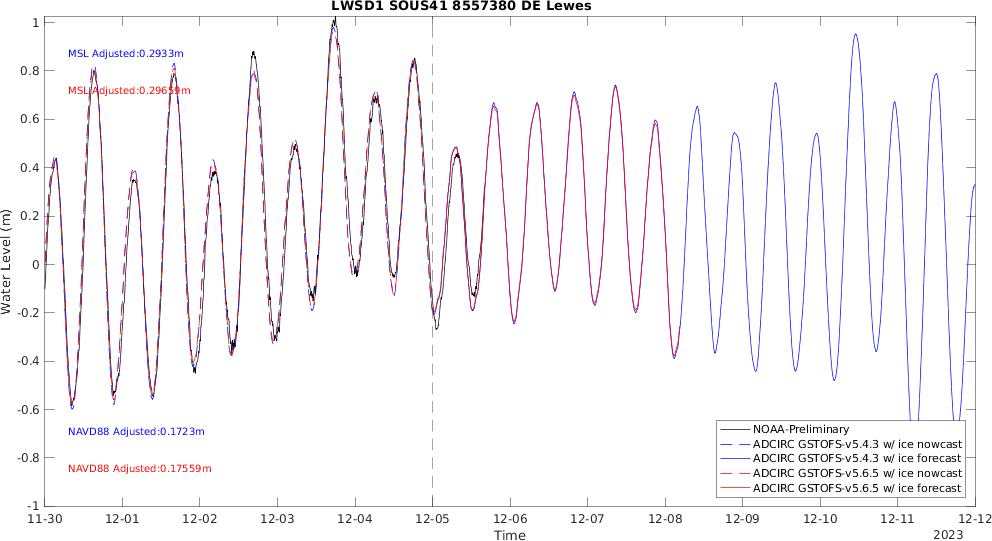 LWSD1 SOUS41 8557380 DE Lewes
1
0.8
0.6
0.4
0.2
0
-0.2
-0.4
-0.6
-0.8
-1
Water Level (m)
MSL Adjusted:0.2933m
MSL Adjusted:0.29659m
NAVD88 Adjusted:0.1723m
NAVD88 Adjusted:0.17559m
NOAA-Preliminary
ADCIRC GSTOFS-v5.4.3 w/ ice nowcast
ADCIRC GSTOFS-v5.4.3 w/ ice forecast
ADCIRC GSTOFS-v5.6.5 w/ ice nowcast
ADCIRC GSTOFS-v5.6.5 w/ ice forecast
11-30 12-01 12-02 12-03 12-04 12-05 12-06 12-07 12-08 12-09 12-10 12-11 12-12
Time
2023